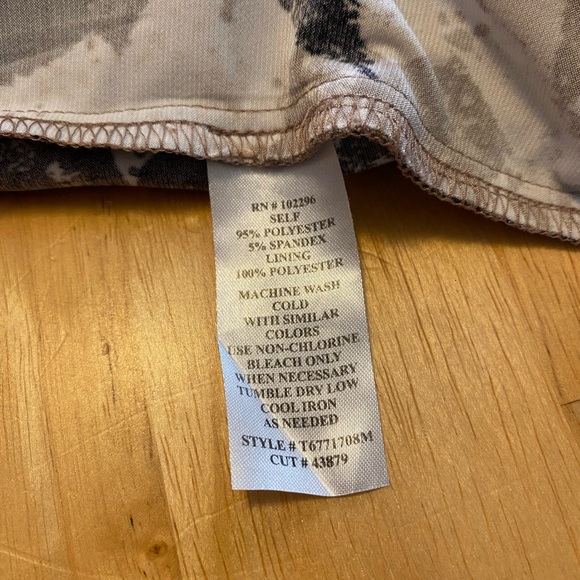 RN # 102296
SELF
95% POLYESTER
5% SPANDEX
LINING
100% POLYESTER
MACHINE WASH
COLD
WITH SIMILAR
COLORS
USE NON-CHLORINE
BLEACH ONLY
WHEN NECESSARY
TUMBLE DRY LOW
COOL IRON
AS NEEDED
STYLE # T6771708M
CUT # 43879